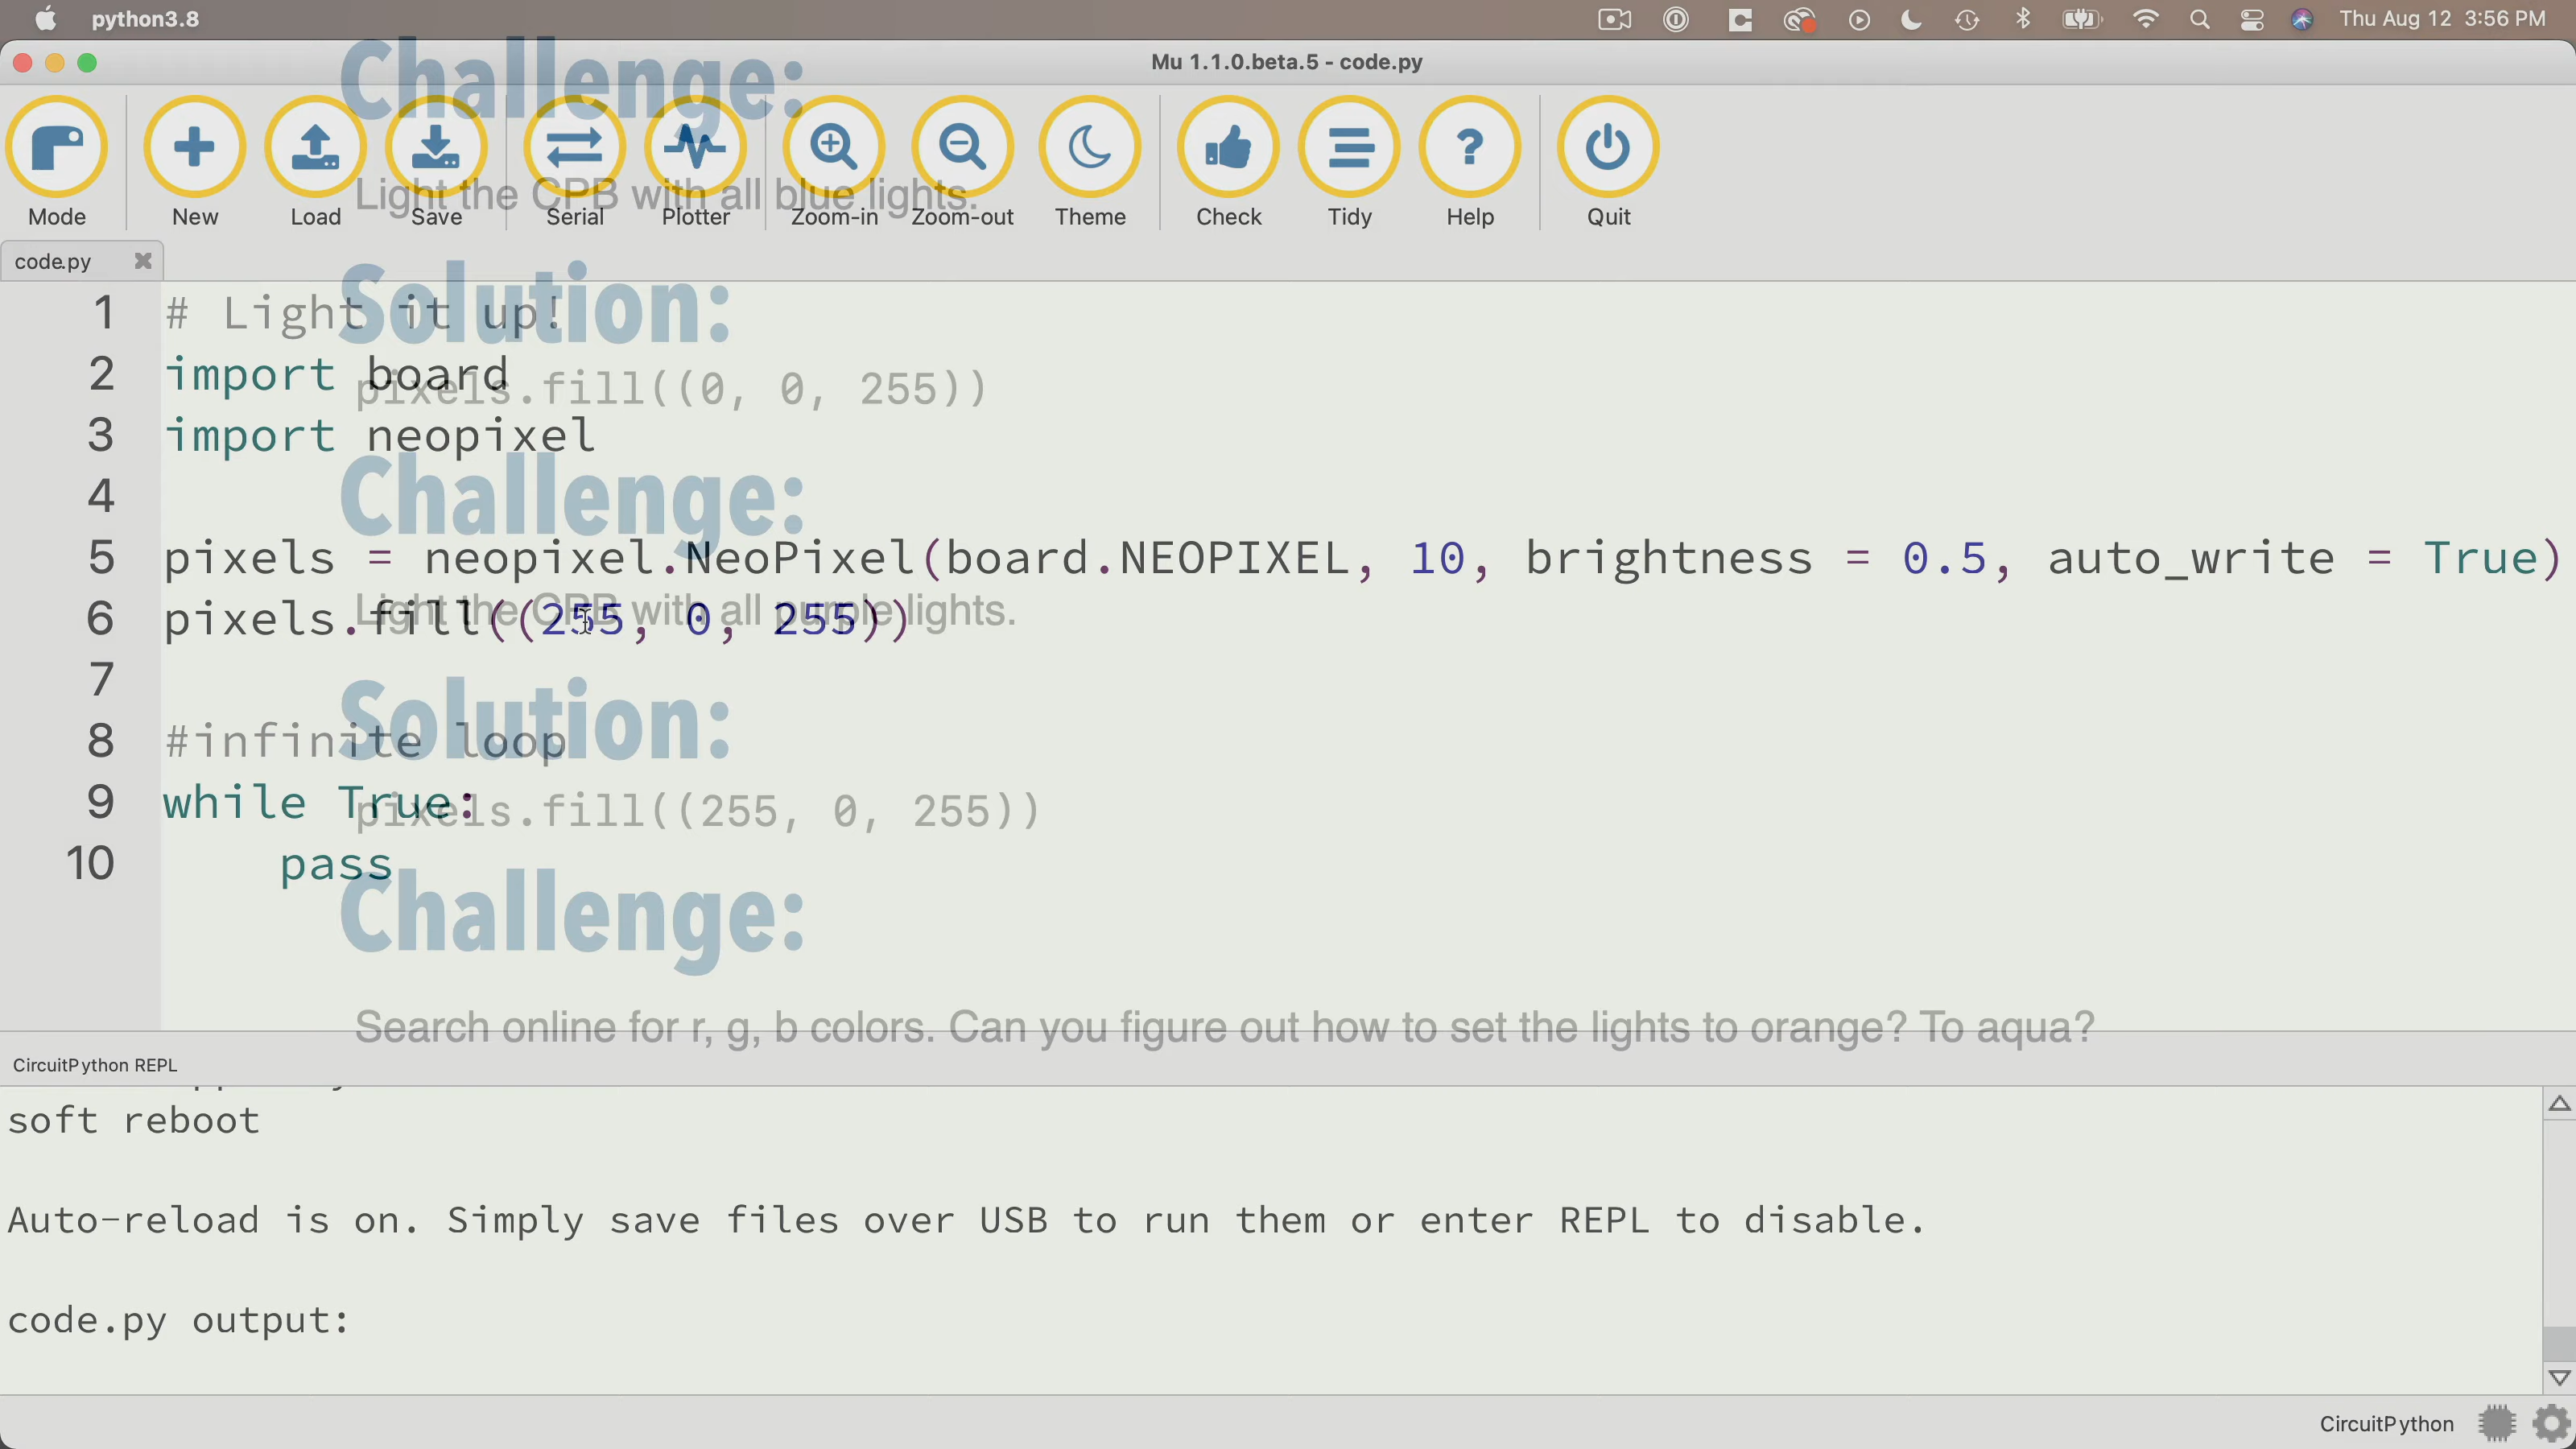 python3.8
Thu Aug 12 3:56 PM
Mu 1.1.0.beta.5 - code.py
Mode
New
Load
Save
Serial
Plotter
Zoom-in
Zoom-out
Theme
Check
Tidy
Help
Quit
code.py
1 # Light it up!
2 import board
3 import neopixel
4
5 pixels = neopixel.NeoPixel(board.NEOPIXEL, 10, brightness = 0.5, auto_write = True)
6 pixels.fill((255, 0, 255))
7
8 #infinite loop
9 while True:
10 pass
Challenge:
Light the CPB with all blue lights.
Solution:
pixels.fill((0, 0, 255))
Challenge:
Light the CPB with all purple lights.
Solution:
pixels.fill((255, 0, 255))
Challenge:
Search online for r, g, b colors. Can you figure out how to set the lights to orange? To aqua?
CircuitPython REPL
soft reboot
Auto-reload is on. Simply save files over USB to run them or enter REPL to disable.
code.py output:
CircuitPython